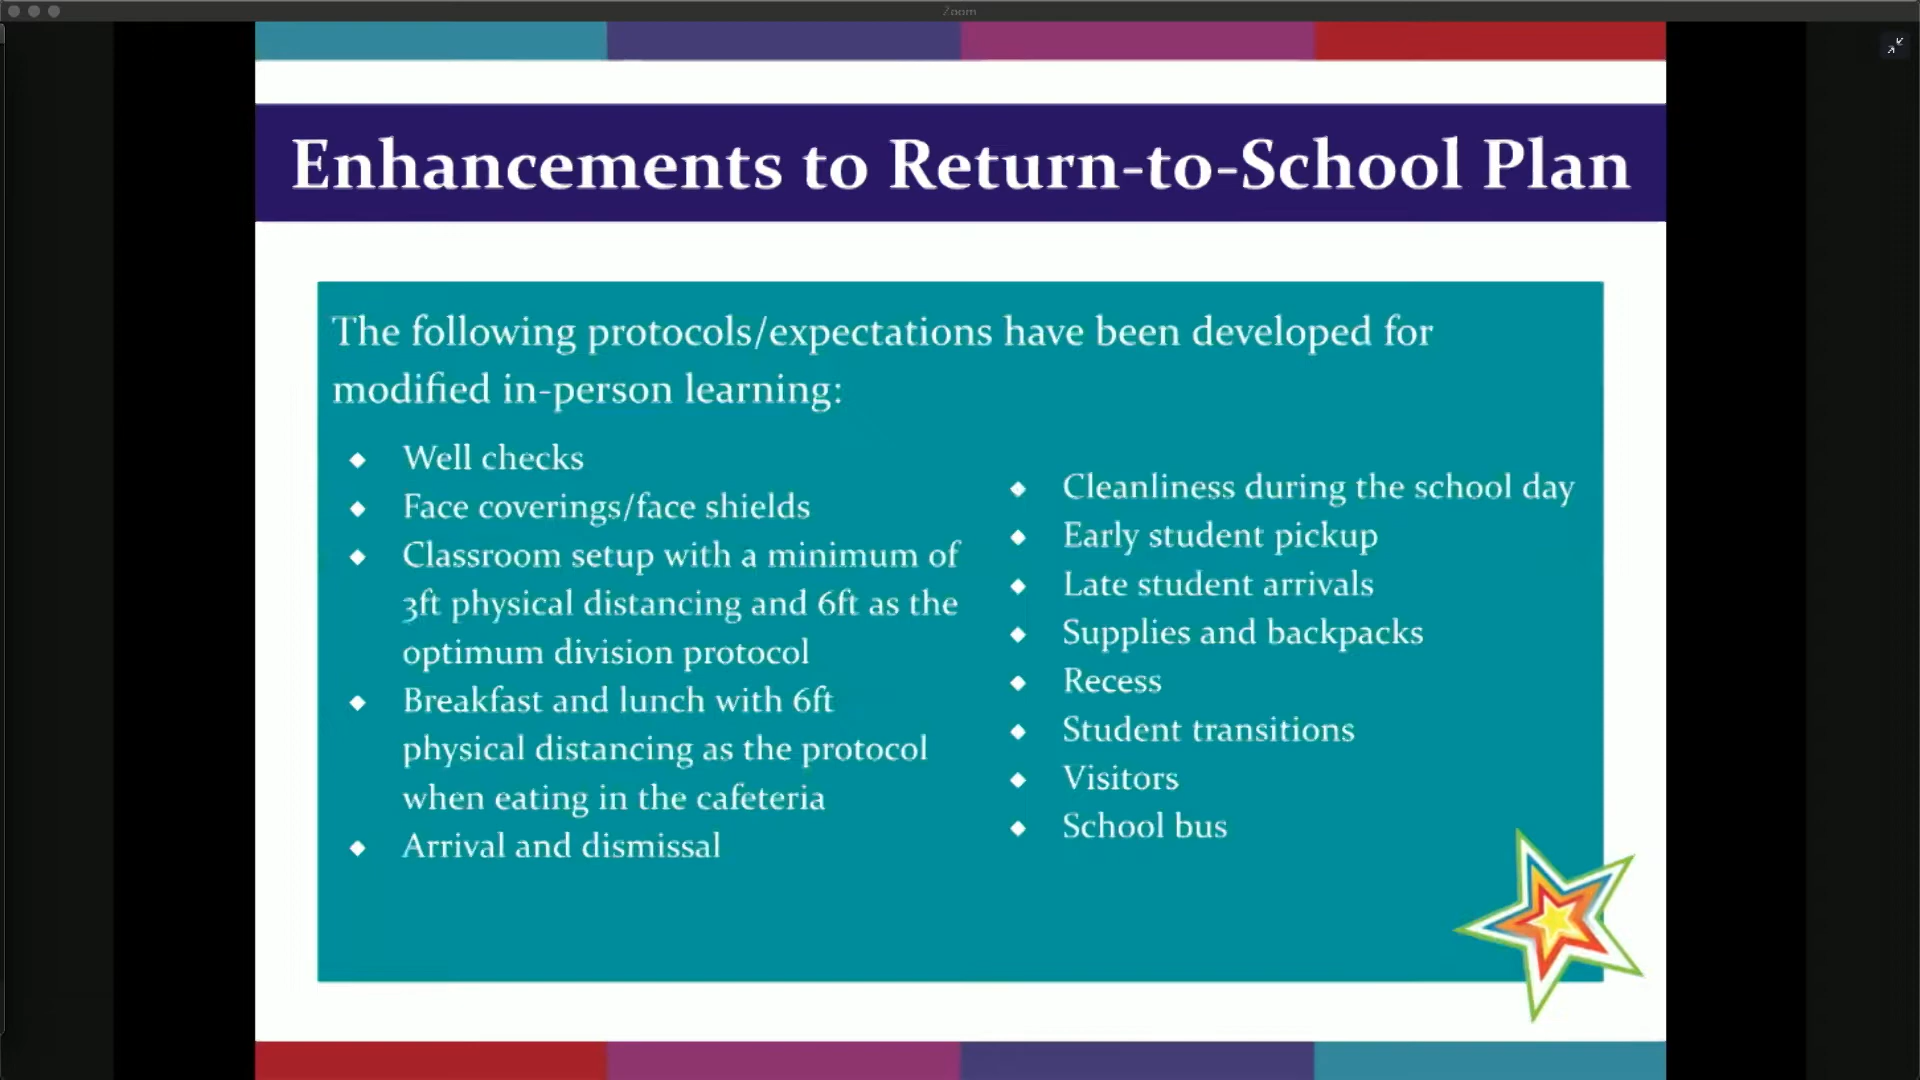 Zoom
Enhancements to Return-to-School Plan
The following protocols/expectations have been developed for
modified in-person learning:
Well checks
Face coverings/face shields
Classroom setup with a minimum of
3ft physical distancing and 6ft as the
optimum division protocol
Breakfast and lunch with 6ft
physical distancing as the protocol
when eating in the cafeteria
Arrival and dismissal
Cleanliness during the school day
Early student pickup
Late student arrivals
Supplies and backpacks
Recess
Student transitions
Visitors
School bus